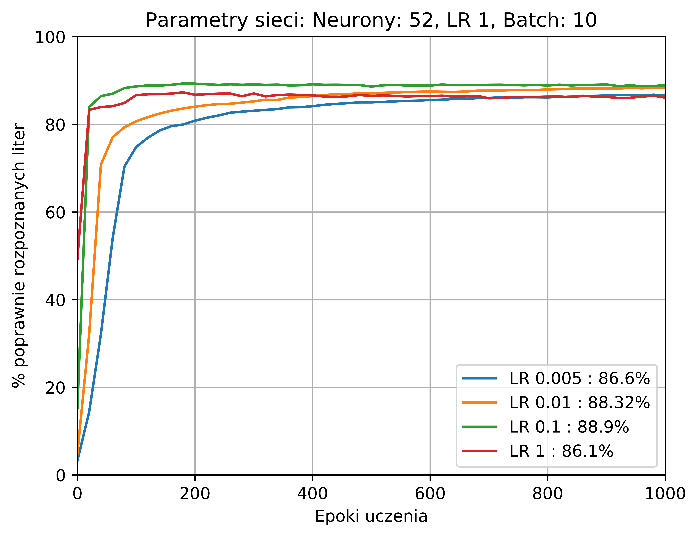 Parametry sieci: Neurony: 52, LR 1, Batch: 10
100
80
60
40
20
0
% poprawnie rozpoznanych liter
LR 0.005 : 86.6%
LR 0.01 : 88.32%
LR 0.1 : 88.9%
LR 1 : 86.1%
0 200 400 600 800 1000
Epoki uczenia